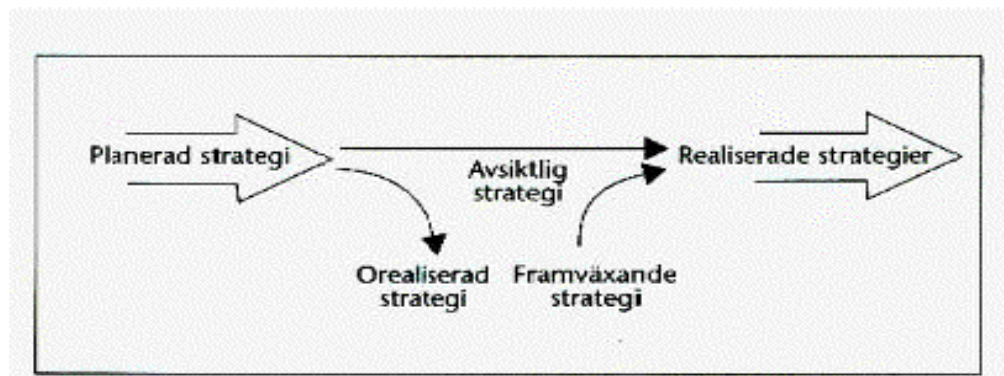 Planerad strategi
Avsiktlig
strategi
Realiserade strategier
Orealiserad
strategi
Framväxande
strategi